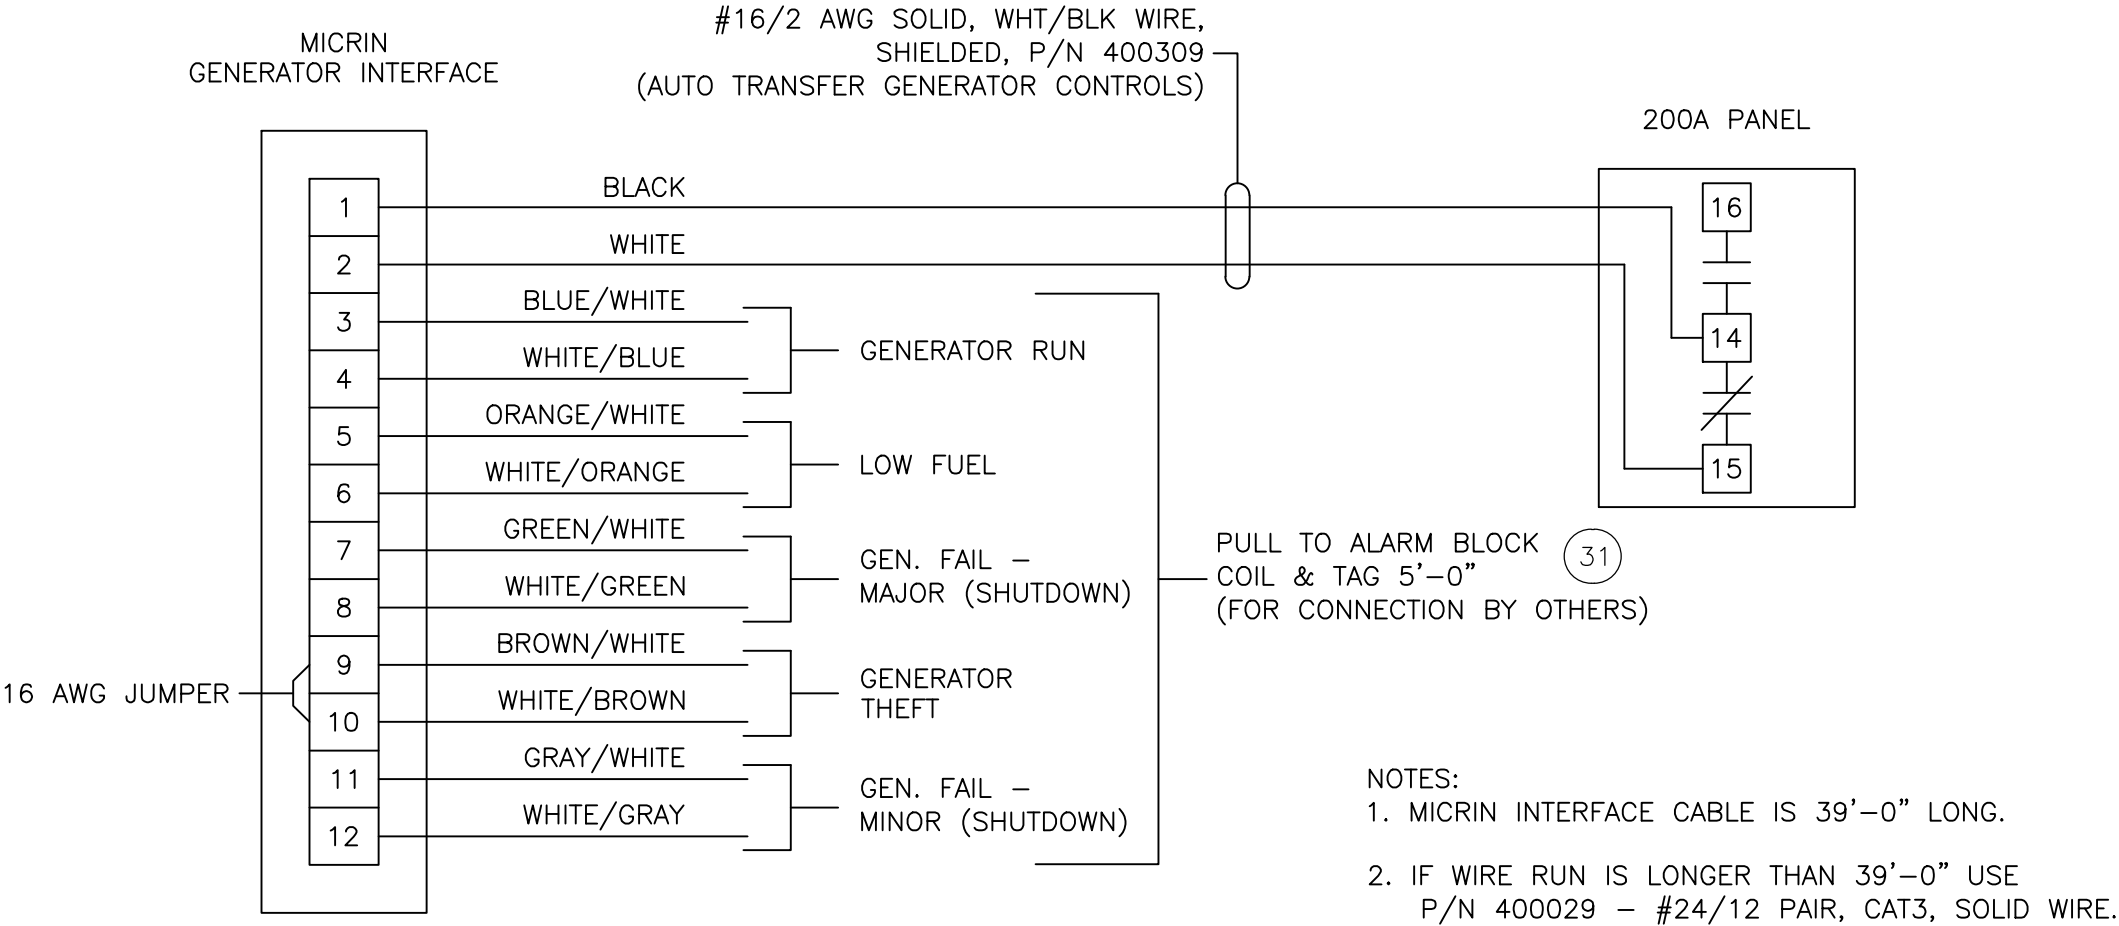 #16/2 AWG SOLID, WHT/BLK WIRE,
SHIELDED, P/N 400309
(AUTO TRANSFER GENERATOR CONTROLS)
MICRIN
GENERATOR INTERFACE
200A PANEL
1
BLACK
2
WHITE
3
BLUE/WHITE
4
WHITE/BLUE
GENERATOR RUN
5
ORANGE/WHITE
6
WHITE/ORANGE
LOW FUEL
7
GREEN/WHITE
8
WHITE/GREEN
GEN. FAIL –
MAJOR (SHUTDOWN)
9
BROWN/WHITE
10
WHITE/BROWN
GENERATOR
THEFT
11
GRAY/WHITE
12
WHITE/GRAY
GEN. FAIL –
MINOR (SHUTDOWN)
16 AWG JUMPER
16
14
15
PULL TO ALARM BLOCK
COIL & TAG 5'–0"
(FOR CONNECTION BY OTHERS)
31
NOTES:
1. MICRIN INTERFACE CABLE IS 39'–0" LONG.
2. IF WIRE RUN IS LONGER THAN 39'–0" USE
P/N 400029 – #24/12 PAIR, CAT3, SOLID WIRE.